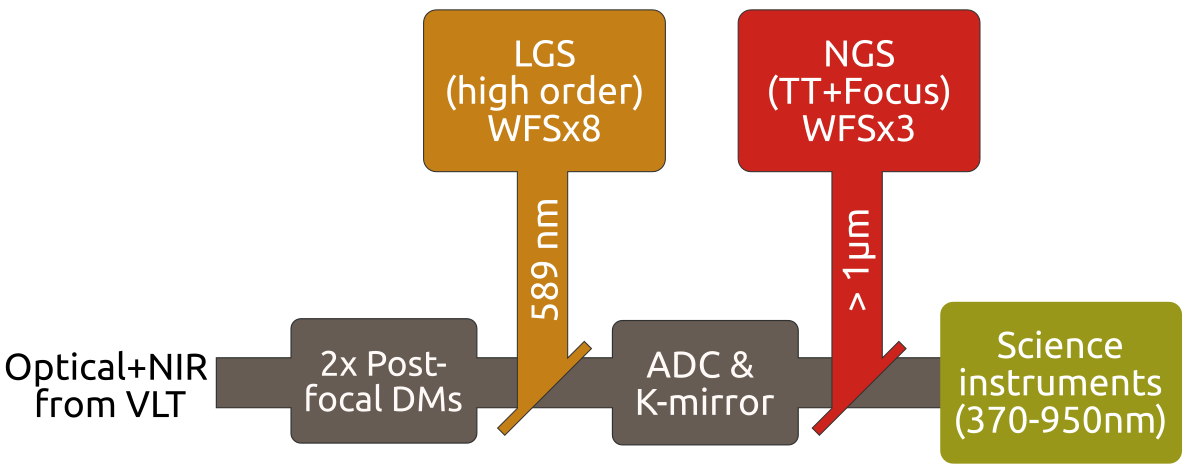 LGS
(high order)
WFSx8
NGS
(TT+Focus)
WFSx3
589 nm
> 1μm
Optical+NIR
from VLT
2x Post-
focal DMs
ADC &
K-mirror
Science
instruments
(370-950nm)